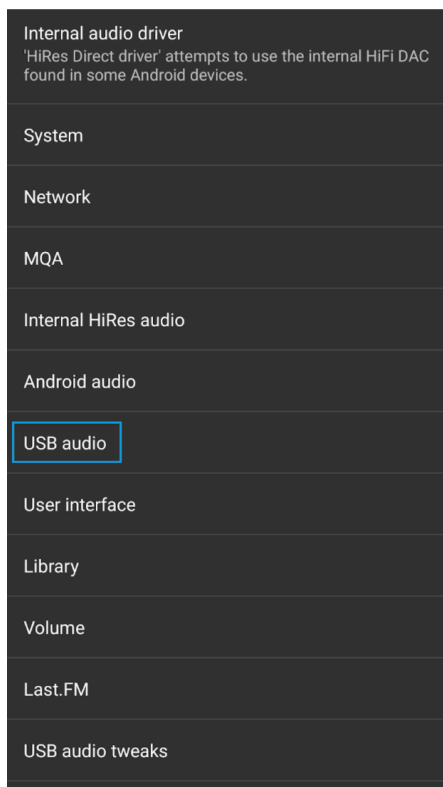 Internal audio driver
'HiRes Direct driver' attempts to use the internal HiFi DAC
found in some Android devices.
System
Network
MQA
Internal HiRes audio
Android audio
USB audio
User interface
Library
Volume
Last.FM
USB audio tweaks